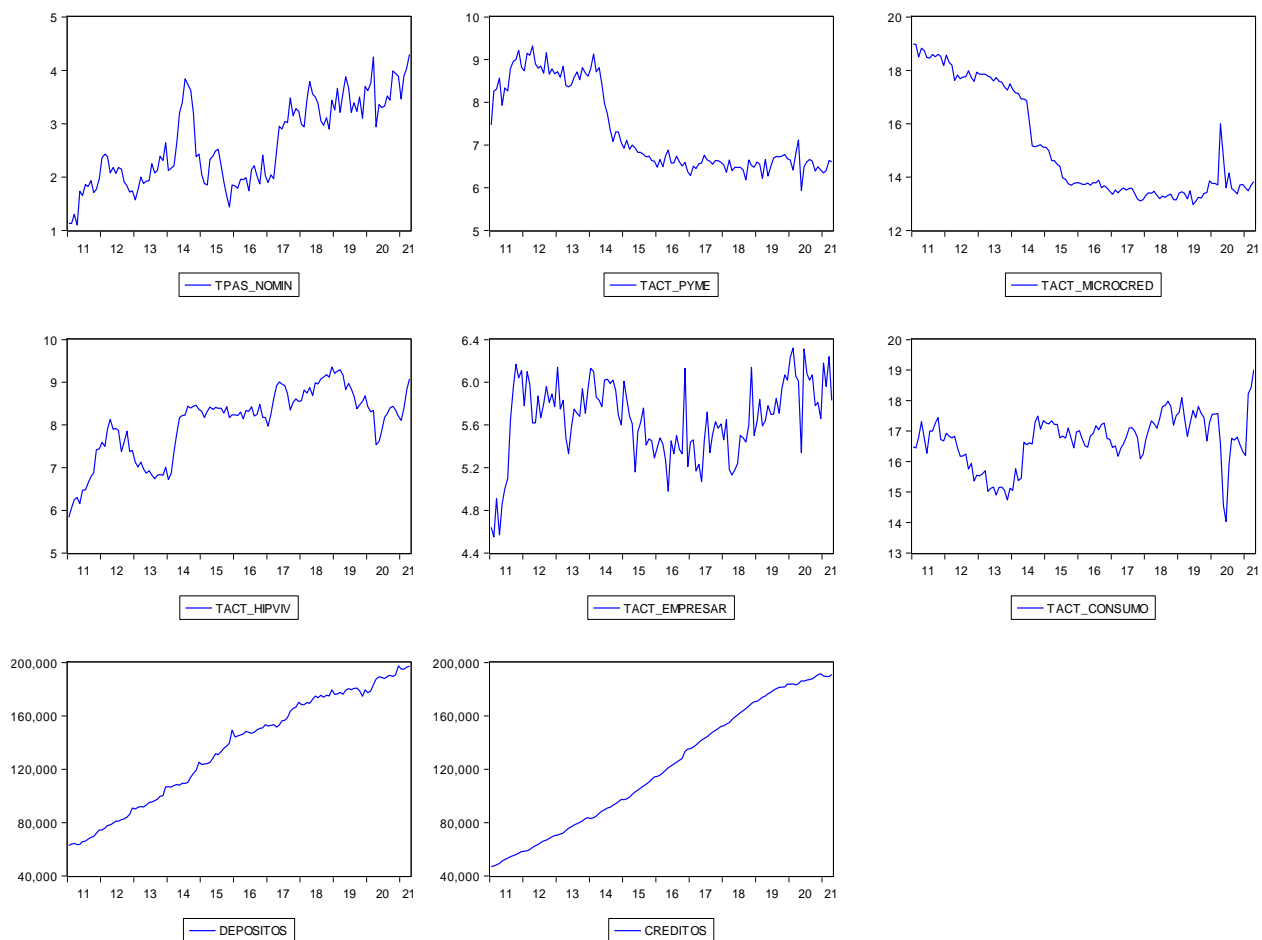 5
4
3
2
1
11 12 13 14 15 16 17 18 19 20 21
TPAS_NOMIN
10
9
8
7
6
5
11 12 13 14 15 16 17 18 19 20 21
TACT_PYME
20
18
16
14
12
11 12 13 14 15 16 17 18 19 20 21
TACT_MICROCRED
10
9
8
7
6
5
11 12 13 14 15 16 17 18 19 20 21
TACT_HIPVIV
6.4
6.0
5.6
5.2
4.8
4.4
11 12 13 14 15 16 17 18 19 20 21
TACT_EMPRESAR
20
19
18
17
16
15
14
13
11 12 13 14 15 16 17 18 19 20 21
TACT_CONSUMO
200,000
160,000
120,000
80,000
40,000
11 12 13 14 15 16 17 18 19 20 21
DEPOSITOS
200,000
160,000
120,000
80,000
40,000
11 12 13 14 15 16 17 18 19 20 21
CREDITOS